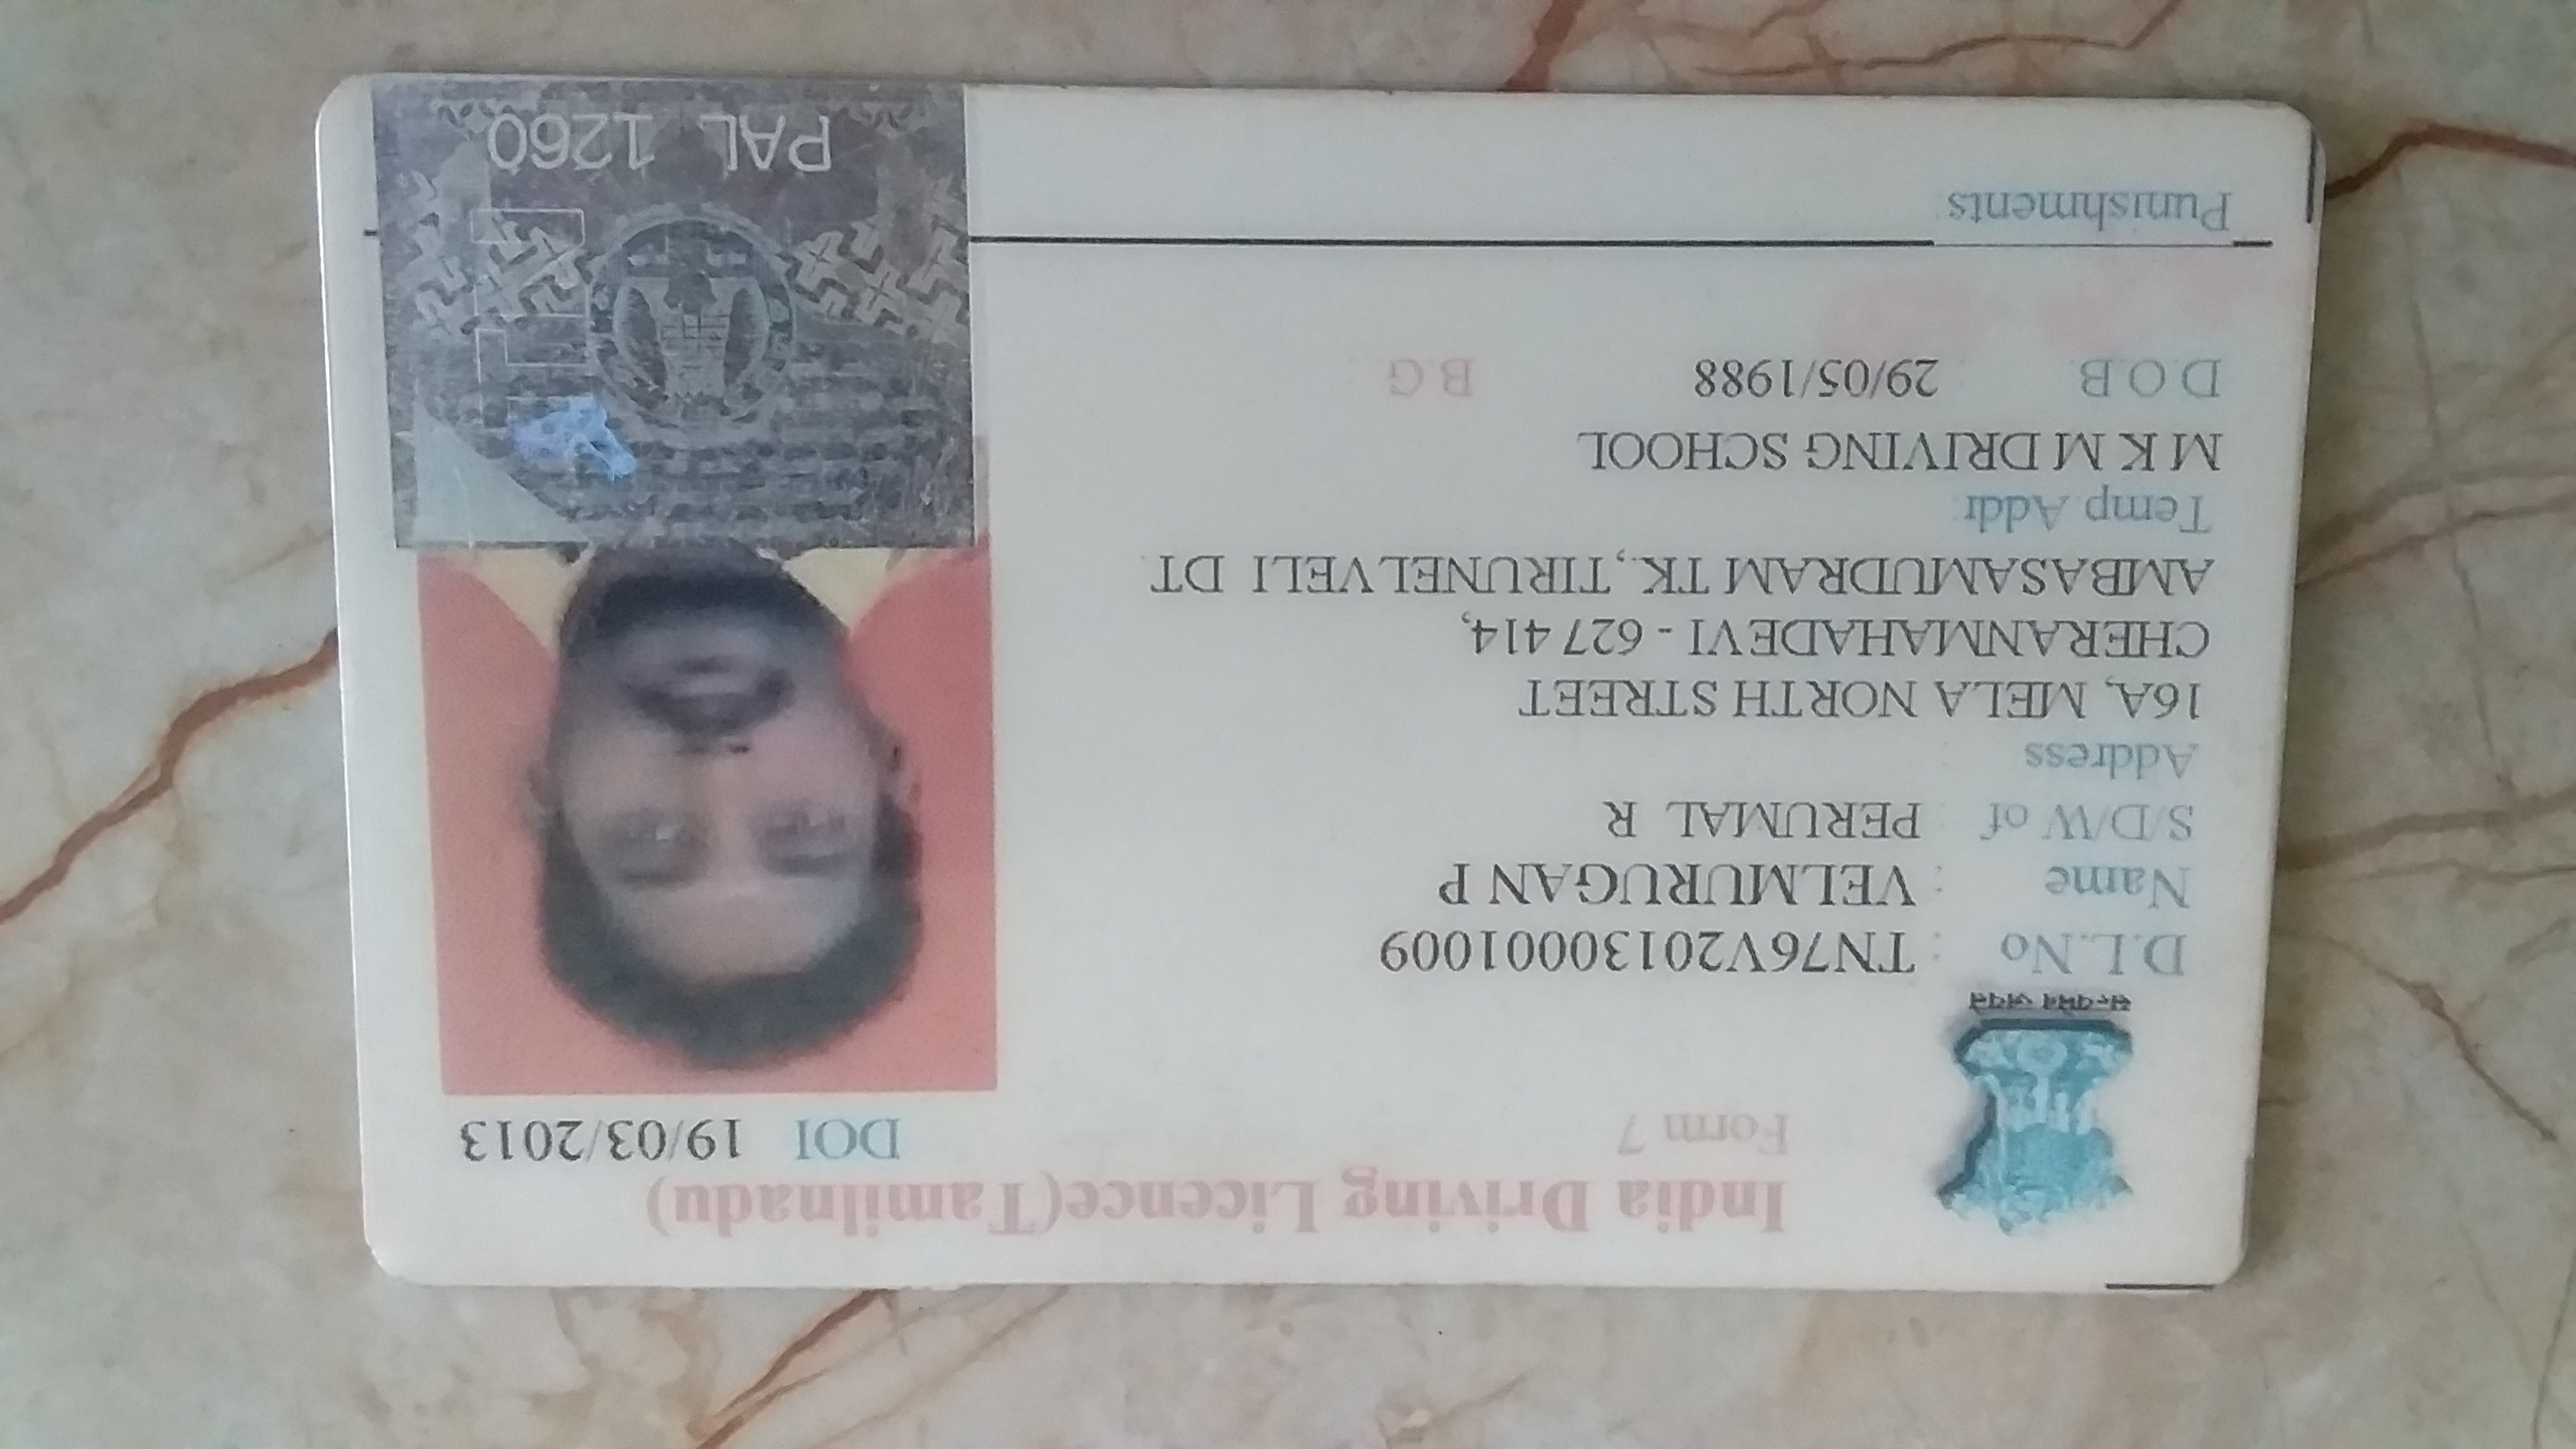 India Driving Licence(Tamilnadu)
Form 7
DOI 19/03/2013
सत्यमेव जयते
D.L.No : TN76V20130001009
Name : VELMURUGAN P
S/D/W of : PERUMAL R
Address :
16A, MELA NORTH STREET
CHERANMAHADEVI - 627 414,
AMBASAMUDRAM TK., TIRUNELVELI DT
Temp.Addr:
M K M DRIVING SCHOOL
D.O.B : 29/05/1988 B.G :
Punishments:
PAL 1260